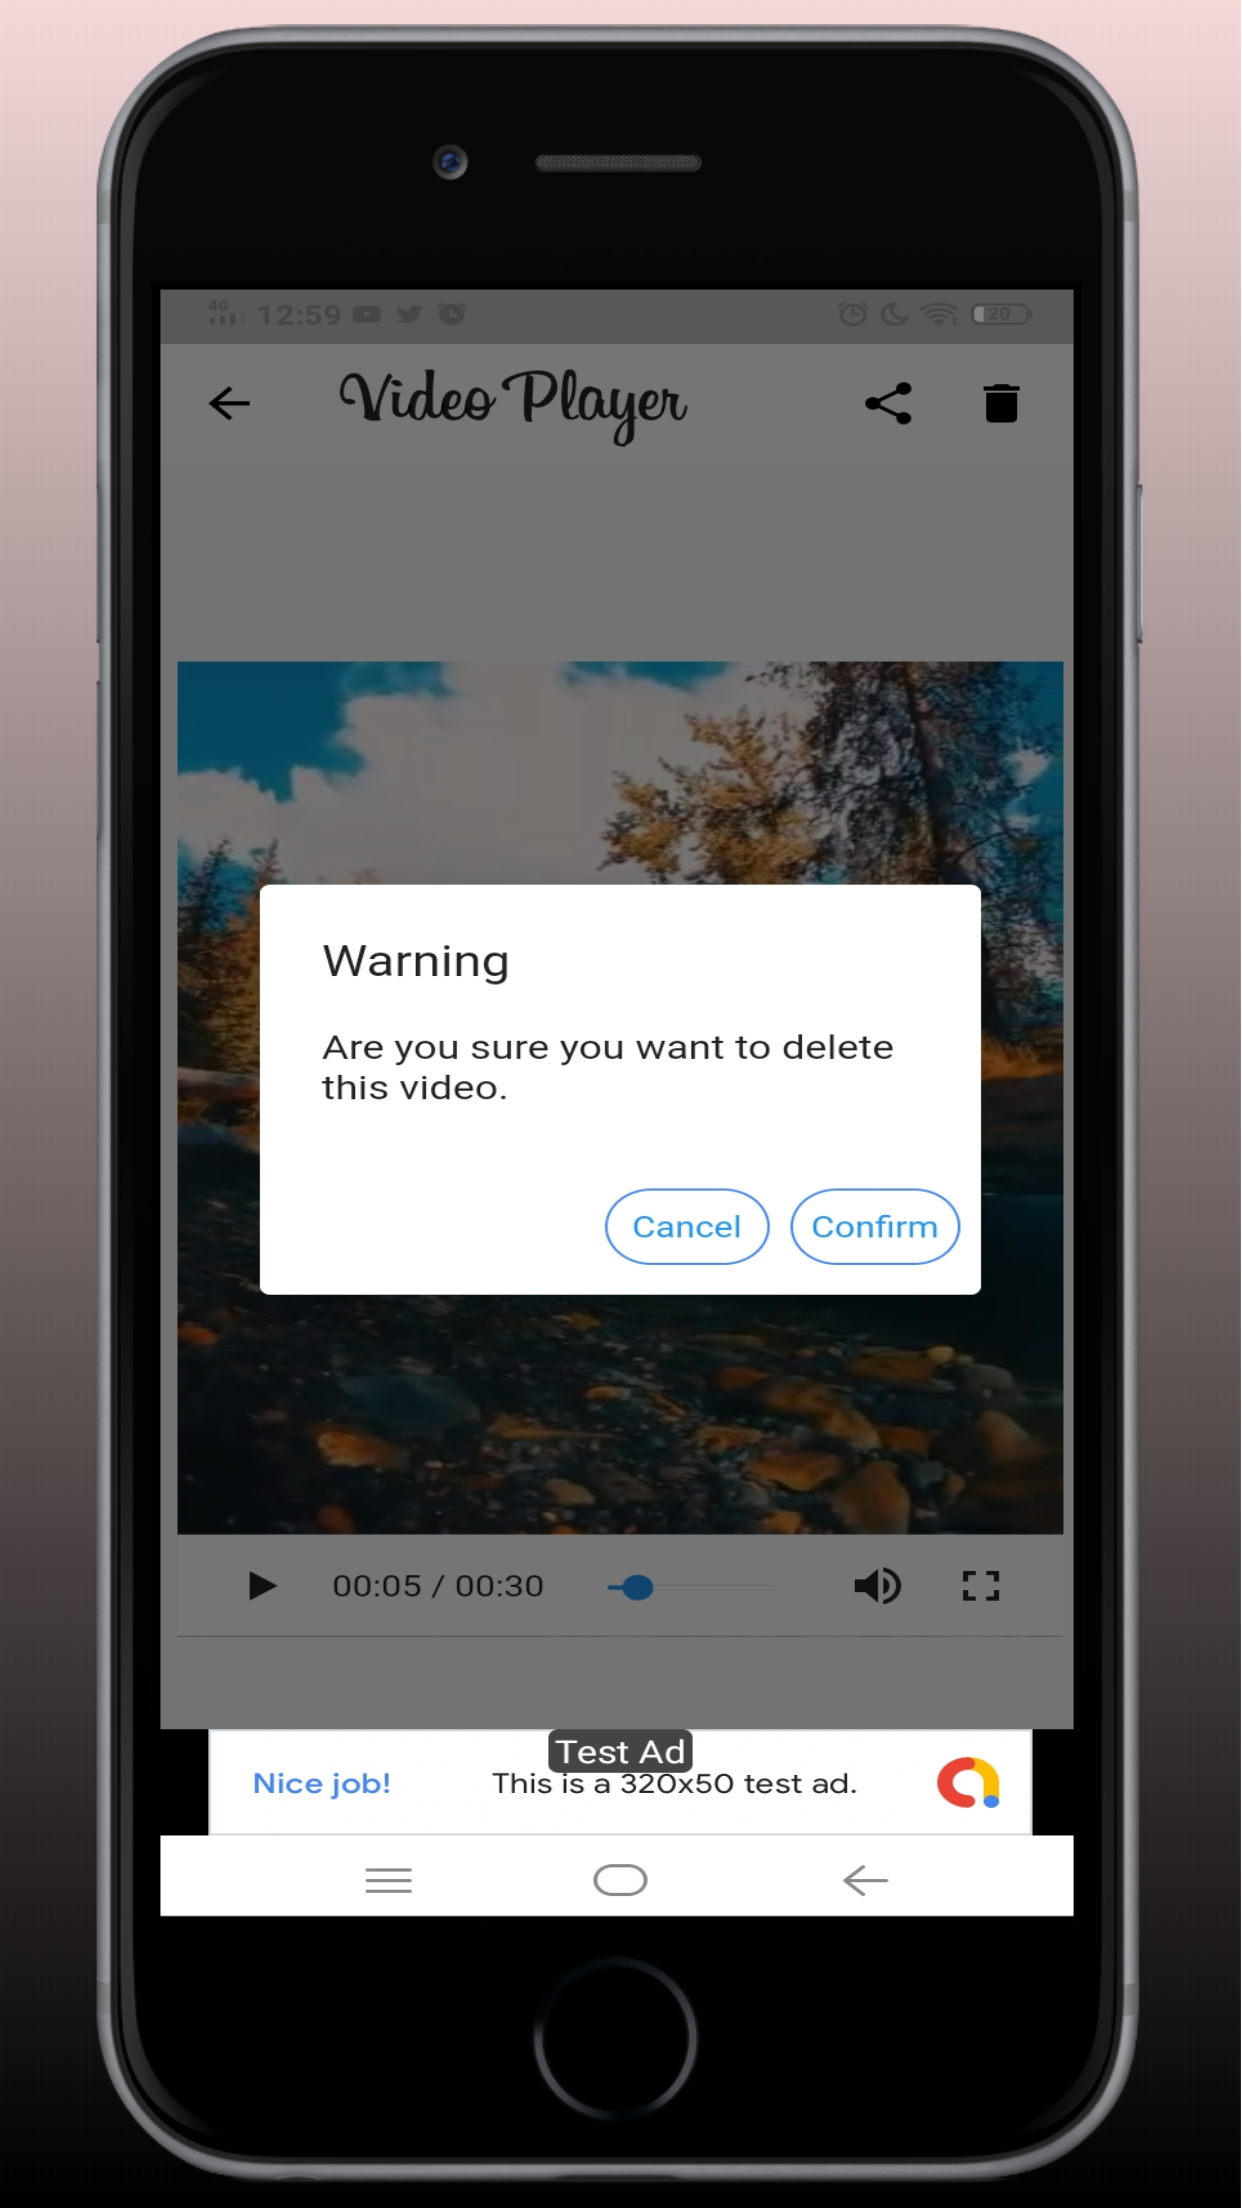 4G 12:59 20
Video Player
Warning
Are you sure you want to delete
this video.
Cancel Confirm
00:05 / 00:30
Test Ad
Nice job! This is a 320x50 test ad.